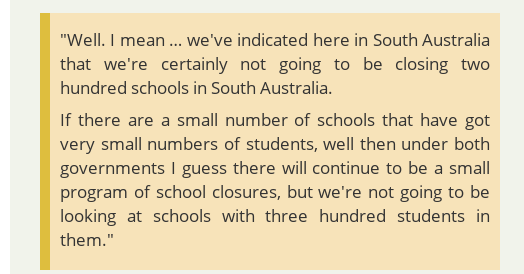 "Well. I mean ... we've indicated here in South Australia
that we're certainly not going to be closing two
hundred schools in South Australia.
If there are a small number of schools that have got
very small numbers of students, well then under both
governments I guess there will continue to be a small
program of school closures, but we're not going to be
looking at schools with three hundred students in
them."